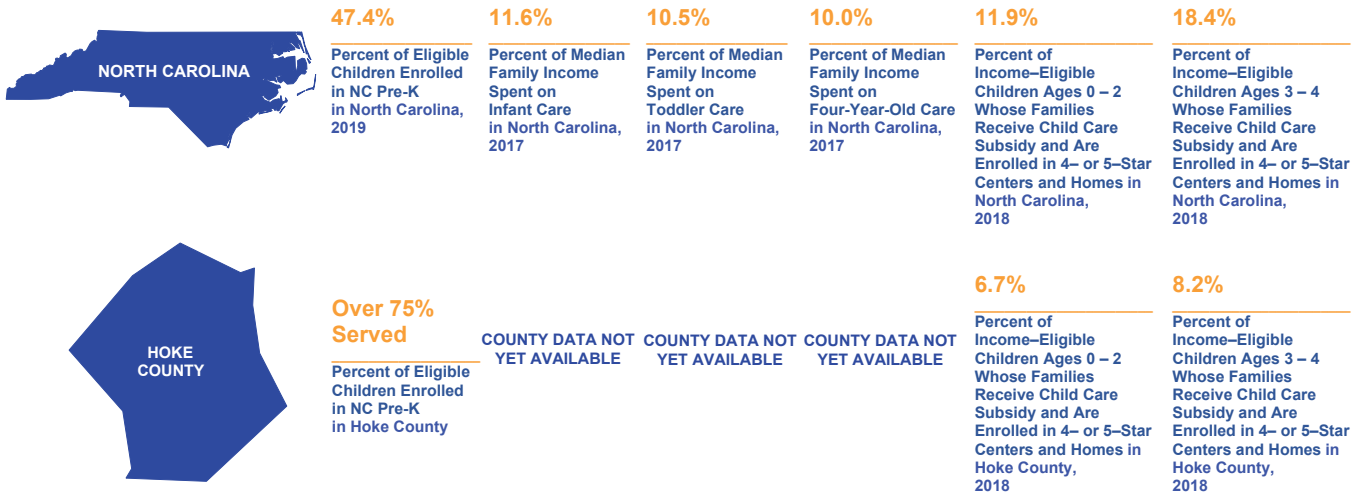 NORTH CAROLINA
47.4%
Percent of Eligible
Children Enrolled
in NC Pre-K
in North Carolina,
2019
11.6%
Percent of Median
Family Income
Spent on
Infant Care
in North Carolina,
2017
10.5%
Percent of Median
Family Income
Spent on
Toddler Care
in North Carolina,
2017
10.0%
Percent of Median
Family Income
Spent on
Four-Year-Old Care
in North Carolina,
2017
11.9%
Percent of
Income–Eligible
Children Ages 0 – 2
Whose Families
Receive Child Care
Subsidy and Are
Enrolled in 4– or 5–Star
Centers and Homes in
North Carolina,
2018
18.4%
Percent of
Income–Eligible
Children Ages 3 – 4
Whose Families
Receive Child Care
Subsidy and Are
Enrolled in 4– or 5–Star
Centers and Homes in
North Carolina,
2018
HOKE
COUNTY
Over 75%
Served
Percent of Eligible
Children Enrolled
in NC Pre-K
in Hoke County
COUNTY DATA NOT
YET AVAILABLE
COUNTY DATA NOT
YET AVAILABLE
COUNTY DATA NOT
YET AVAILABLE
6.7%
Percent of
Income–Eligible
Children Ages 0 – 2
Whose Families
Receive Child Care
Subsidy and Are
Enrolled in 4– or 5–Star
Centers and Homes in
Hoke County,
2018
8.2%
Percent of
Income–Eligible
Children Ages 3 – 4
Whose Families
Receive Child Care
Subsidy and Are
Enrolled in 4– or 5–Star
Centers and Homes in
Hoke County,
2018